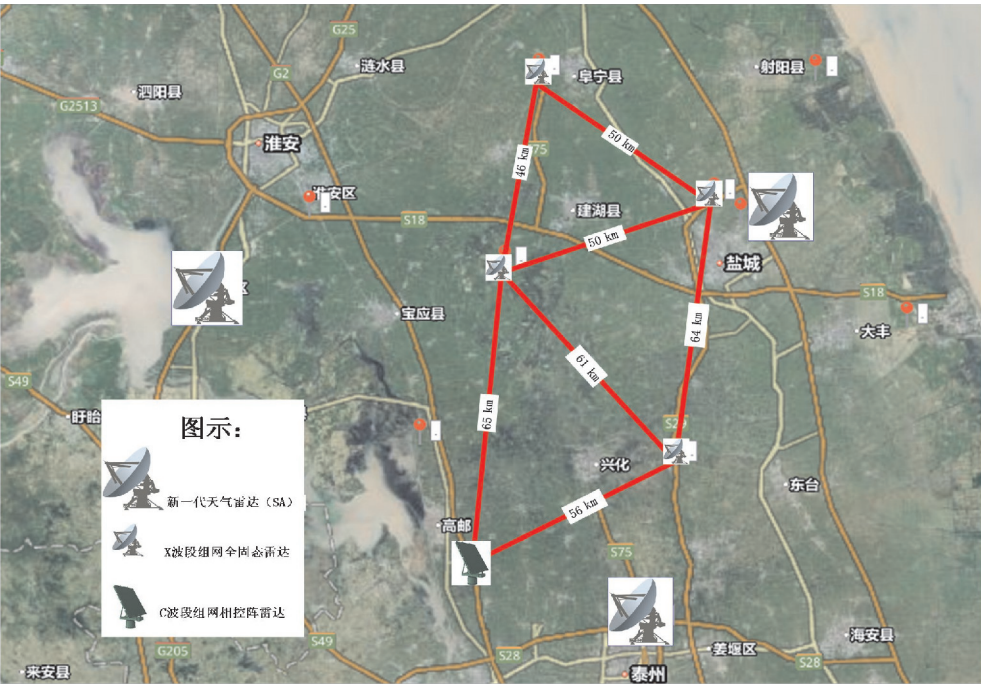 G25
涟水县
阜宁县
射阳县
G2
泗阳县
G2513
50 km
淮安
46 km
75
淮安区
S18
建湖县
50 km
盐城
区
S18
宝应县
64 km
大丰
61 km
S49
65 km
盱眙
图示:
S29
兴化
新一代天气雷达（SA）
东台
56 km
高邮
X波段组网全固态雷达
S75
C波段组网相控阵雷达
S49
G205
S28
姜堰区
海安县
S28
来安县
泰州